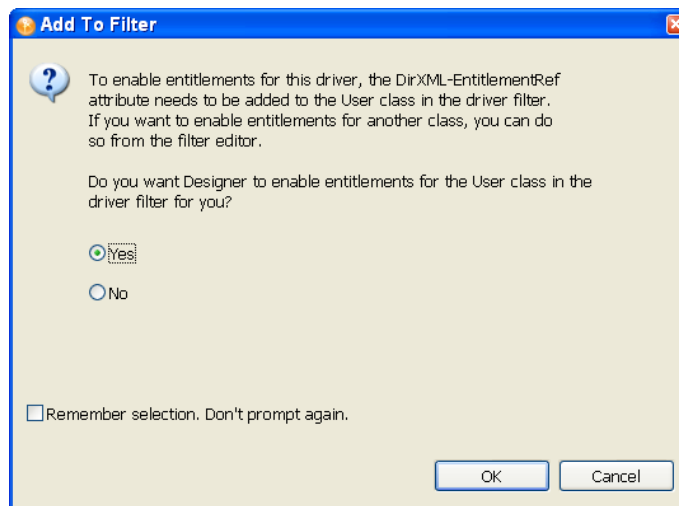 Add To Filter
To enable entitlements for this driver, the DirXML-EntitlementRef
attribute needs to be added to the User class in the driver filter.
If you want to enable entitlements for another class, you can do
so from the filter editor.
Do you want Designer to enable entitlements for the User class in the
driver filter for you?
Yes
No
Remember selection. Don't prompt again.
OK Cancel